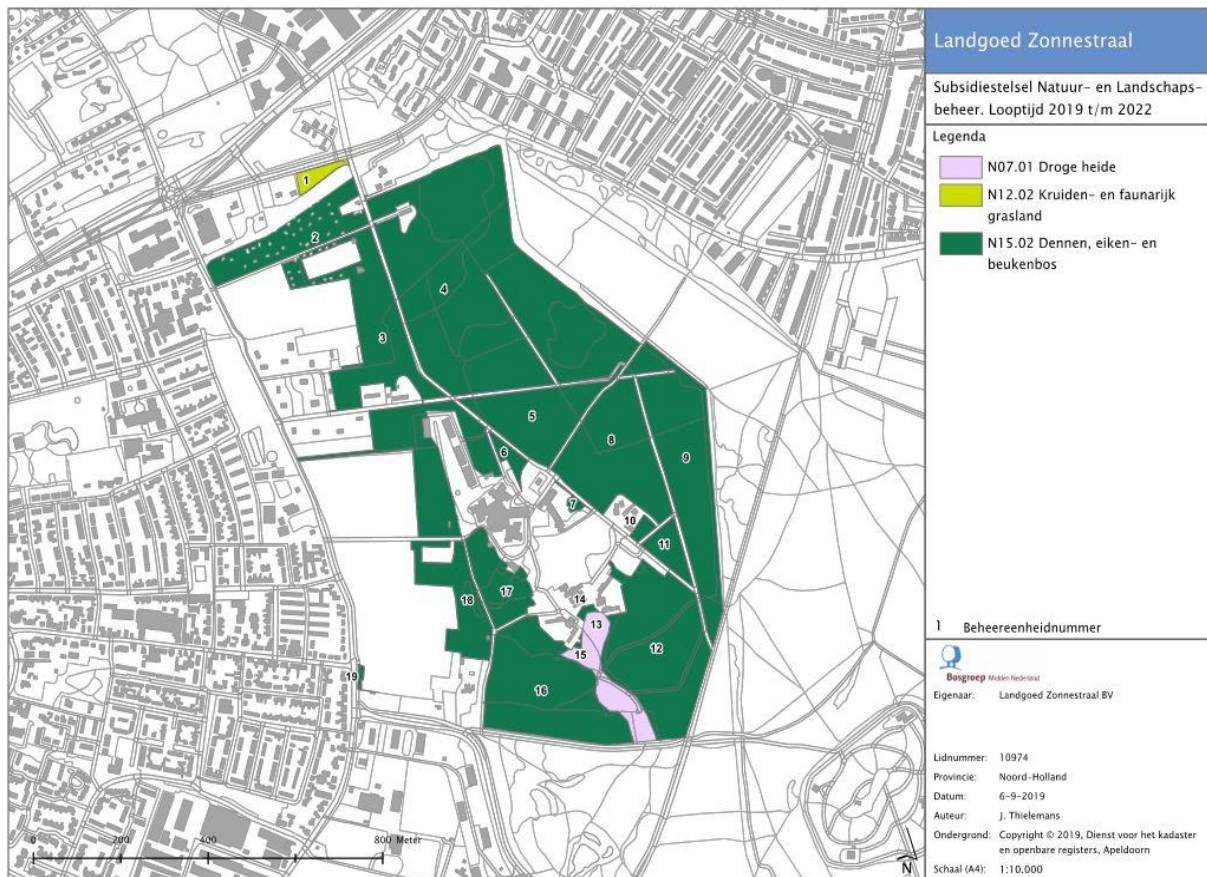 Landgoed Zonnestraal
Subsidiestelsel Natuur- en Landschaps-
beheer. Looptijd 2019 t/m 2022
Legenda
N07.01 Droge heide
N12.02 Kruiden- en faunarijk
grasland
N15.02 Dennen, eiken- en
beukenbos
1 Beheereenheidnummer
Bosgroep Midden Nederland
Eigenaar: Landgoed Zonnestraal BV
Lidnummer: 10974
Provincie: Noord-Holland
Datum: 6-9-2019
Auteur: J. Thielemans
Ondergrond: Copyright © 2019, Dienst voor het kadaster
en openbare registers, Apeldoorn
Schaal (A4): 1:10.000
1
2
3
4
5
6
7
8
9
10
11
12
13
14
15
16
17
18
19
0 200 400 800 Meter
N